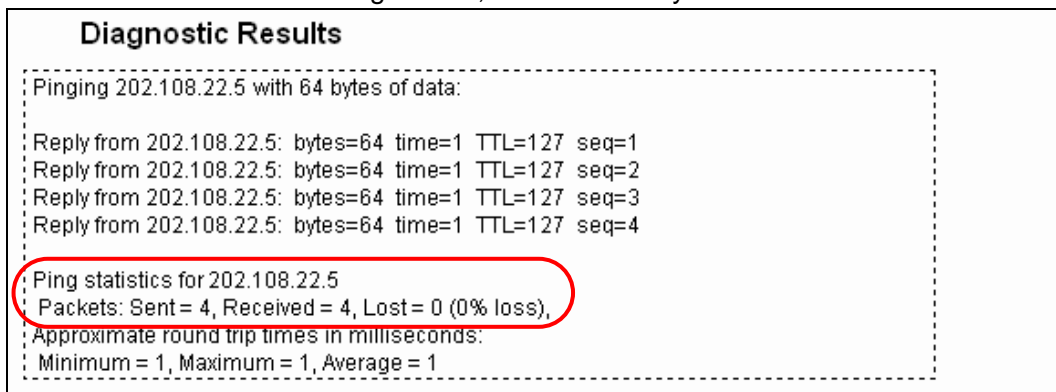 Diagnostic Results
Pinging 202.108.22.5 with 64 bytes of data:
Reply from 202.108.22.5: bytes=64 time=1 TTL=127 seq=1
Reply from 202.108.22.5: bytes=64 time=1 TTL=127 seq=2
Reply from 202.108.22.5: bytes=64 time=1 TTL=127 seq=3
Reply from 202.108.22.5: bytes=64 time=1 TTL=127 seq=4
Ping statistics for 202.108.22.5
Packets: Sent = 4, Received = 4, Lost = 0 (0% loss),
Approximate round trip times in milliseconds:
Minimum = 1, Maximum = 1, Average = 1